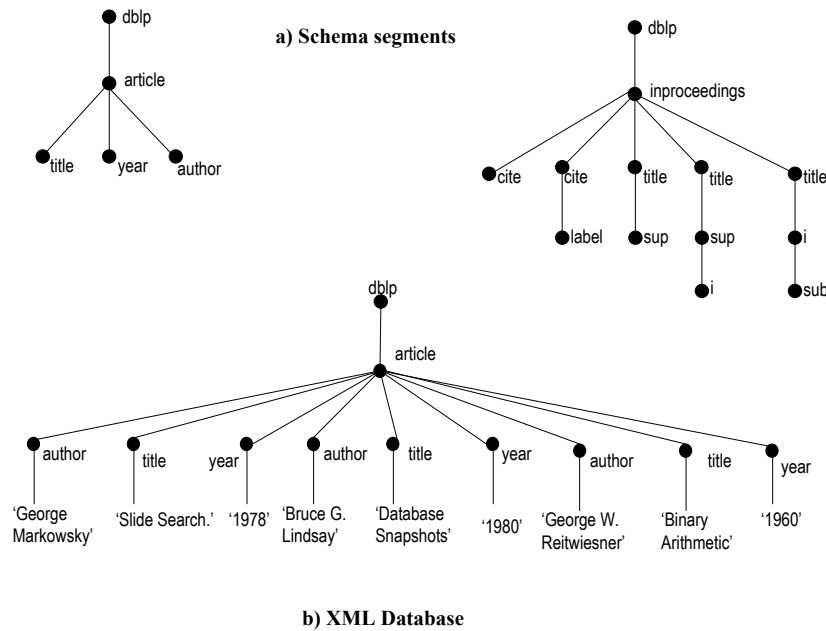 a) Schema segments
dblp
article
title
year
author
dblp
inproceedings
cite
cite
title
title
title
label
sup
sup
i
i
sub
dblp
article
author
title
year
author
title
year
author
title
year
‘George
Markowsky’
‘Slide Search.’
‘1978’
‘Bruce G.
Lindsay’
‘Database
Snapshots’
‘1980’
‘George W.
Reitwiesner’
‘Binary
Arithmetic’
‘1960’
b) XML Database